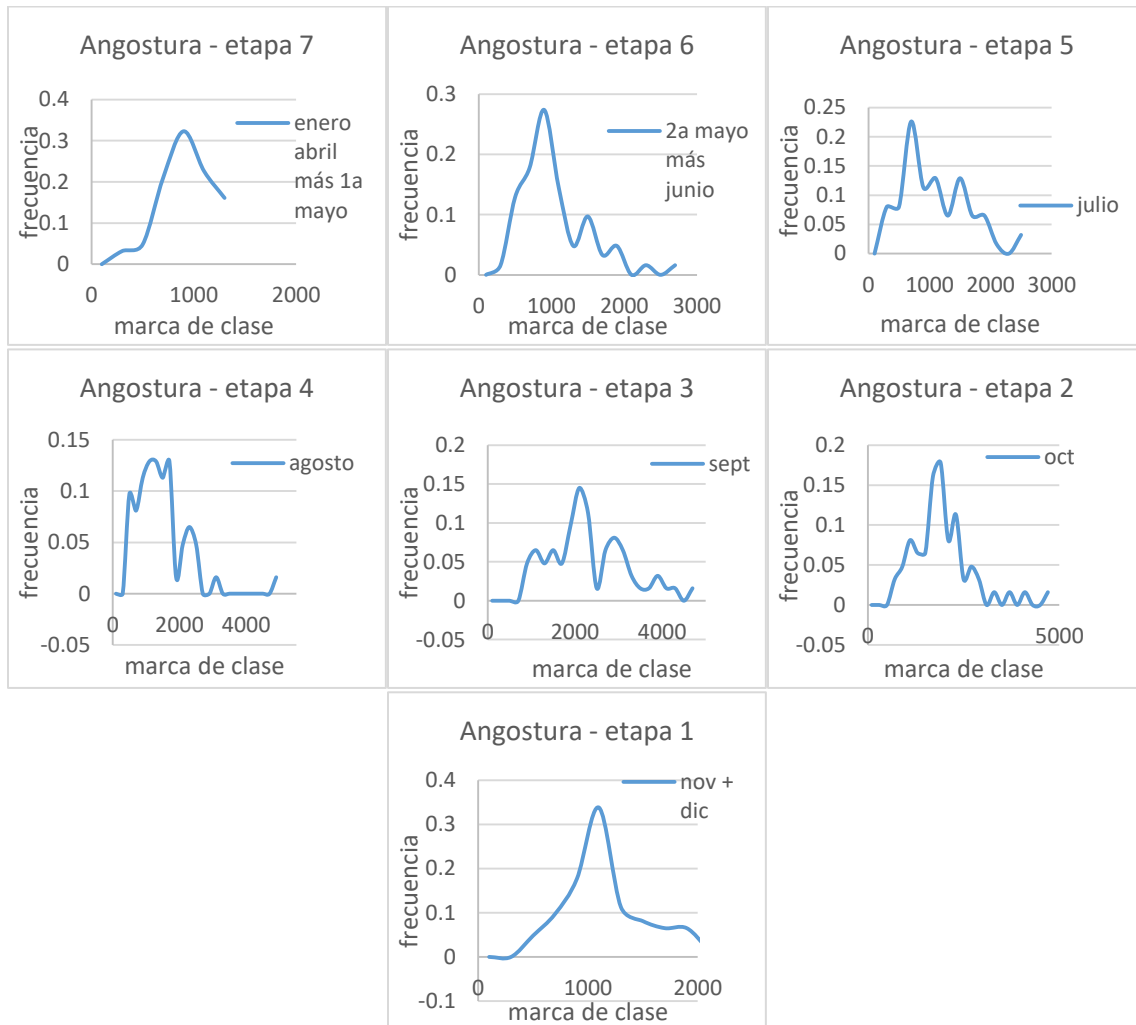 Angostura - etapa 7
0.4
0.3
0.2
0.1
0
0
1000
2000
frecuencia
marca de clase
enero
abril
más 1a
mayo
Angostura - etapa 6
0.3
0.2
0.1
0
0
1000
2000
3000
frecuencia
marca de clase
2a mayo
más
junio
Angostura - etapa 5
0.25
0.2
0.15
0.1
0.05
0
0
1000
2000
3000
frecuencia
marca de clase
julio
Angostura - etapa 4
0.15
0.1
0.05
0
-0.05
0
2000
4000
frecuencia
marca de clase
agosto
Angostura - etapa 3
0.2
0.15
0.1
0.05
0
-0.05
0
2000
4000
frecuencia
marca de clase
sept
Angostura - etapa 2
0.2
0.15
0.1
0.05
0
-0.05
0
5000
frecuencia
marca de clase
oct
Angostura - etapa 1
0.4
0.3
0.2
0.1
0
-0.1
0
1000
2000
frecuencia
marca de clase
nov +
dic